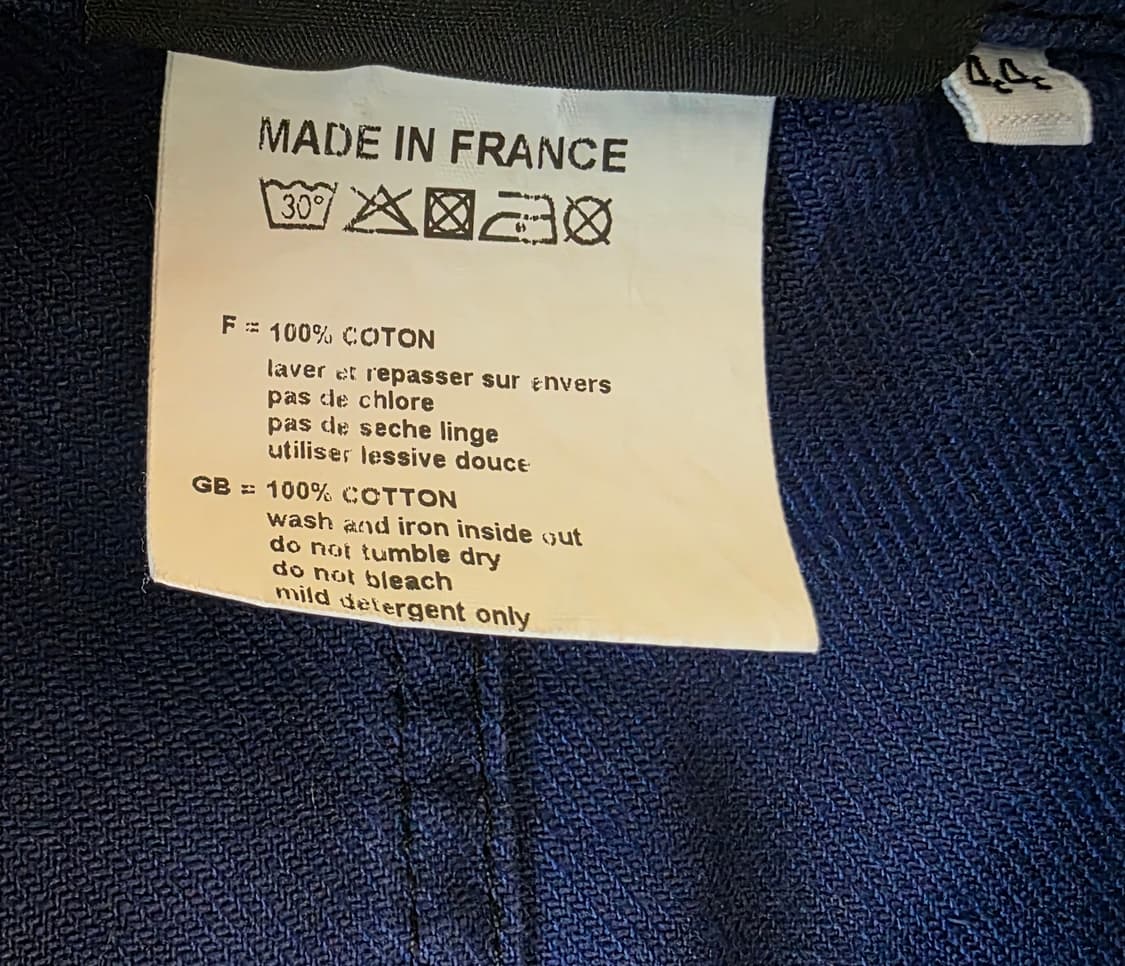 MADE IN FRANCE
30°
F = 100% COTON
laver et repasser sur envers
pas de chlore
pas de seche linge
utiliser lessive douce
GB = 100% COTTON
wash and iron inside out
do not tumble dry
do not bleach
mild detergent only